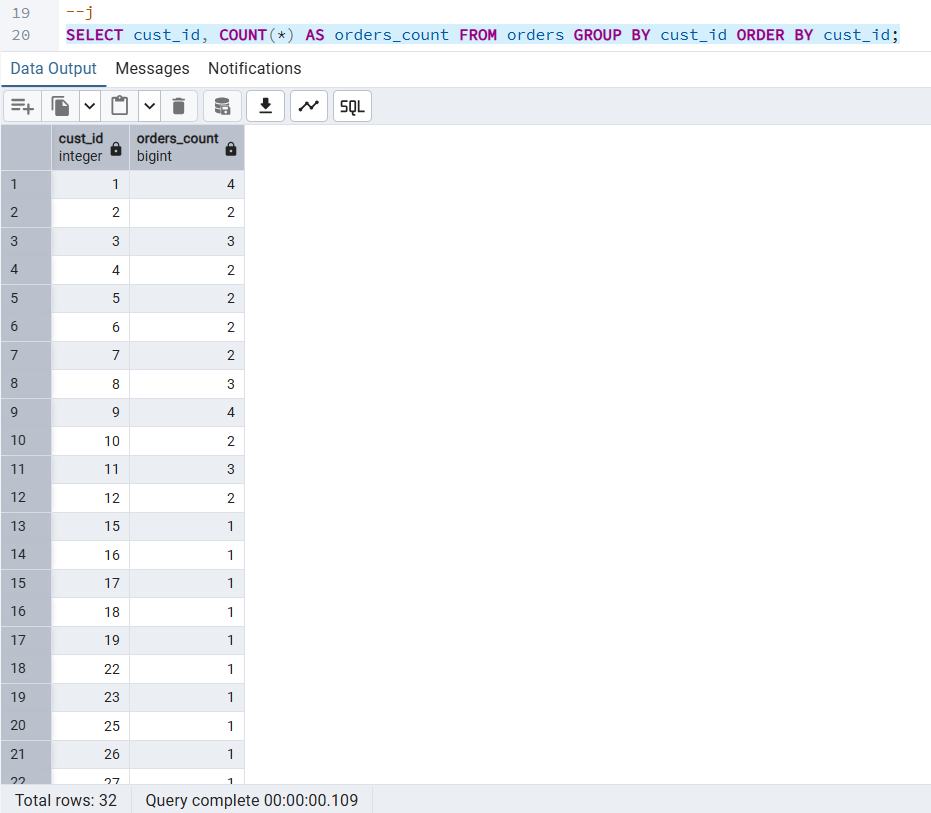 19 --j
20 SELECT cust_id, COUNT(*) AS orders_count FROM orders GROUP BY cust_id ORDER BY cust_id;
Data Output Messages Notifications
SQL
cust_id orders_count
integer bigint
1 1 4
2 2 2
3 3 3
4 4 2
5 5 2
6 6 2
7 7 2
8 8 3
9 9 4
10 10 2
11 11 3
12 12 2
13 15 1
14 16 1
15 17 1
16 18 1
17 19 1
18 22 1
19 23 1
20 25 1
21 26 1
22 27 1
Total rows: 32 Query complete 00:00:00.109